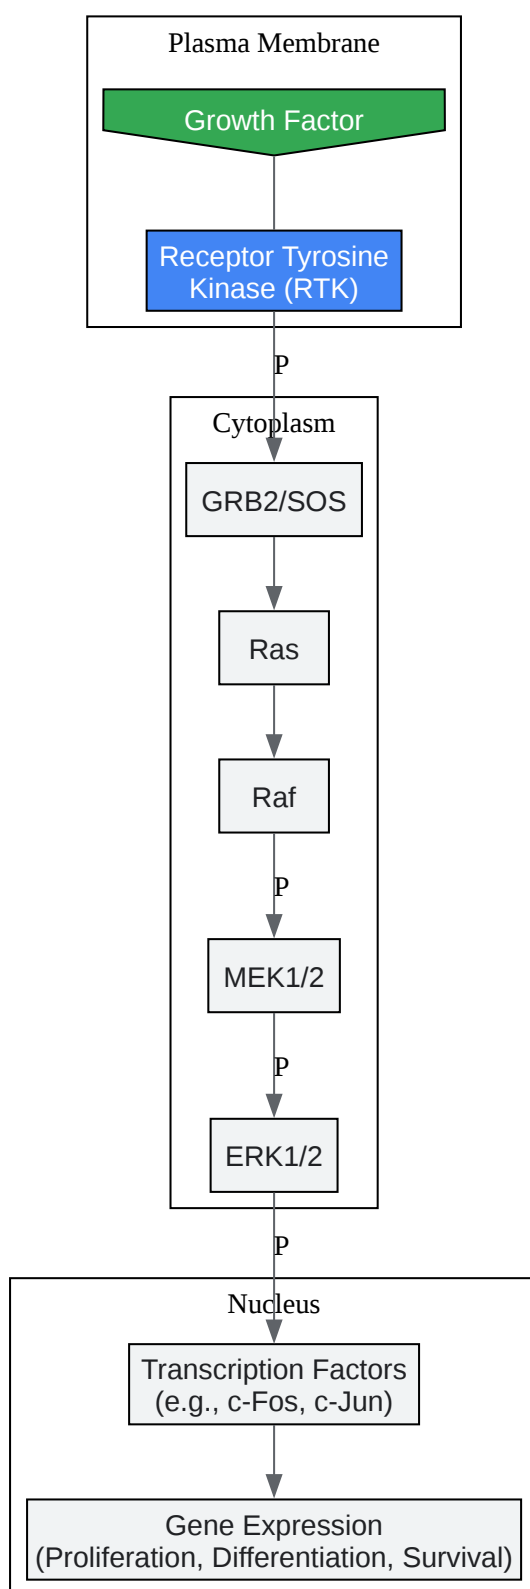 Plasma Membrane
Growth Factor
Receptor Tyrosine
Kinase (RTK)
P
Cytoplasm
GRB2/SOS
Ras
Raf
P
MEK1/2
P
ERK1/2
P
Nucleus
Transcription Factors
(e.g., c-Fos, c-Jun)
Gene Expression
(Proliferation, Differentiation, Survival)